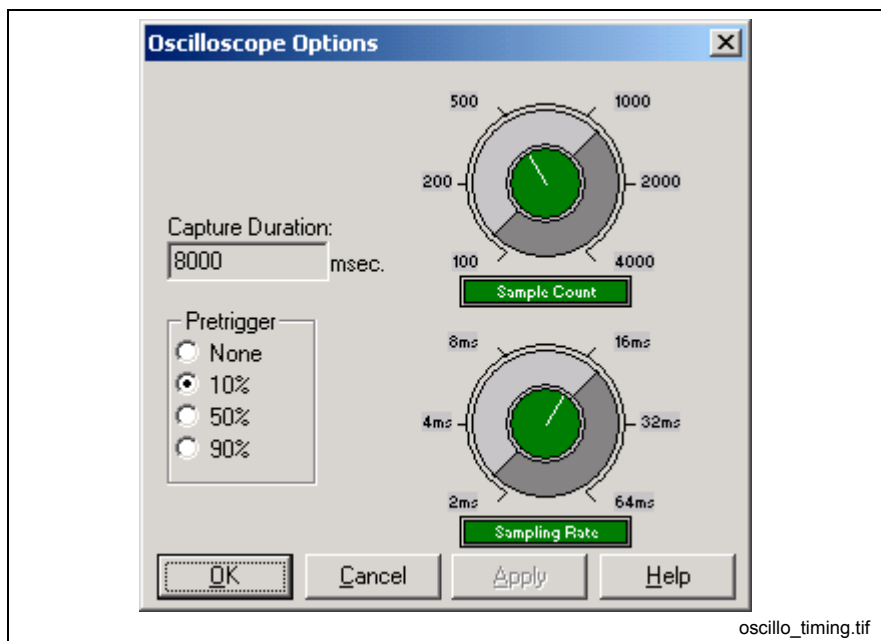 Oscilloscope Options
500
1000
200
2000
100
4000
Sample Count
Capture Duration:
8000 msec.
Pretrigger
None
10%
50%
90%
8ms
16ms
4ms
32ms
2ms
64ms
Sampling Rate
OK
Cancel
Apply
Help
oscillo_timing.tif